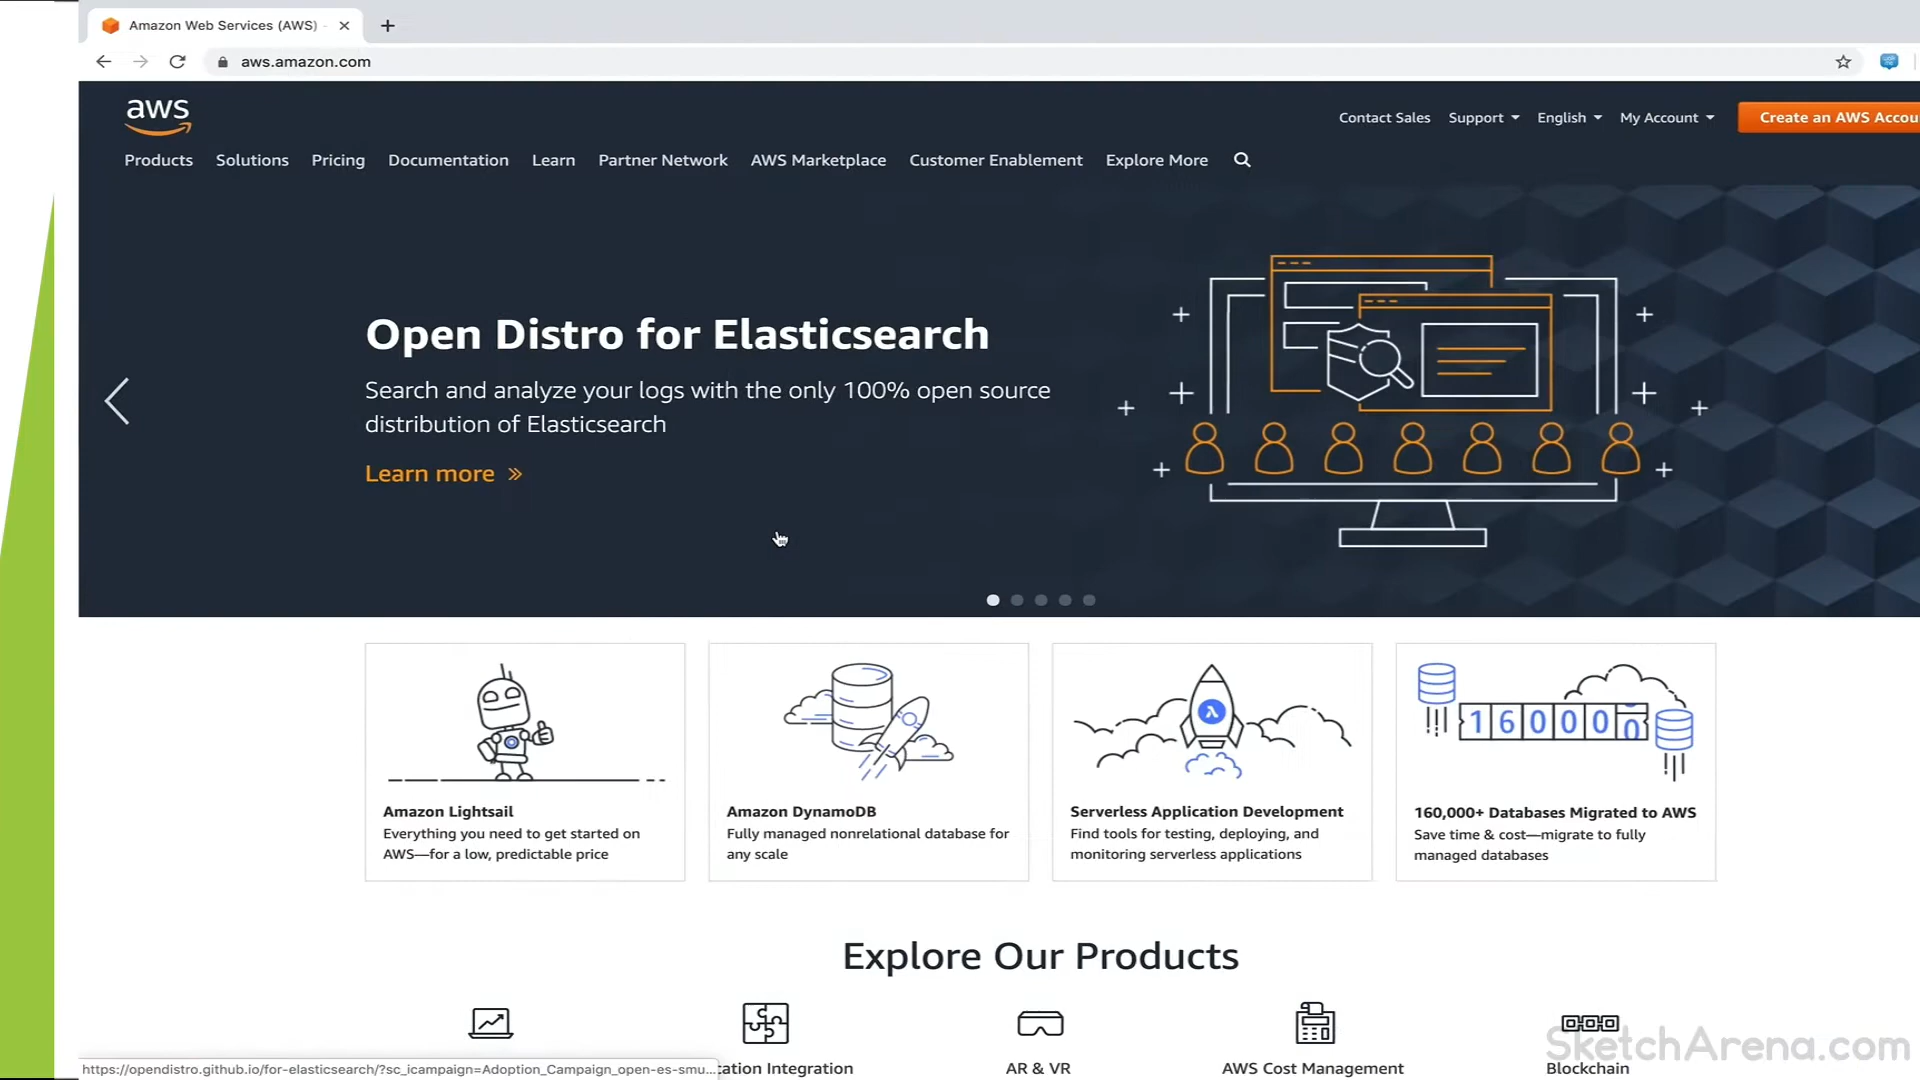 Amazon Web Services (AWS) -
aws.amazon.com
aws
Contact Sales Support English My Account Create an AWS Accou
Products Solutions Pricing Documentation Learn Partner Network AWS Marketplace Customer Enablement Explore More
Open Distro for Elasticsearch
Search and analyze your logs with the only 100% open source
distribution of Elasticsearch
Learn more »
160000
Amazon Lightsail
Everything you need to get started on
AWS—for a low, predictable price
Amazon DynamoDB
Fully managed nonrelational database for
any scale
λ
Serverless Application Development
Find tools for testing, deploying, and
monitoring serverless applications
160,000+ Databases Migrated to AWS
Save time & cost—migrate to fully
managed databases
Explore Our Products
cation Integration
AR & VR
AWS Cost Management
Blockchain
https://opendistro.github.io/for-elasticsearch/?sc_icampaign=Adoption_Campaign_open-es-smu...
SketchArena.com